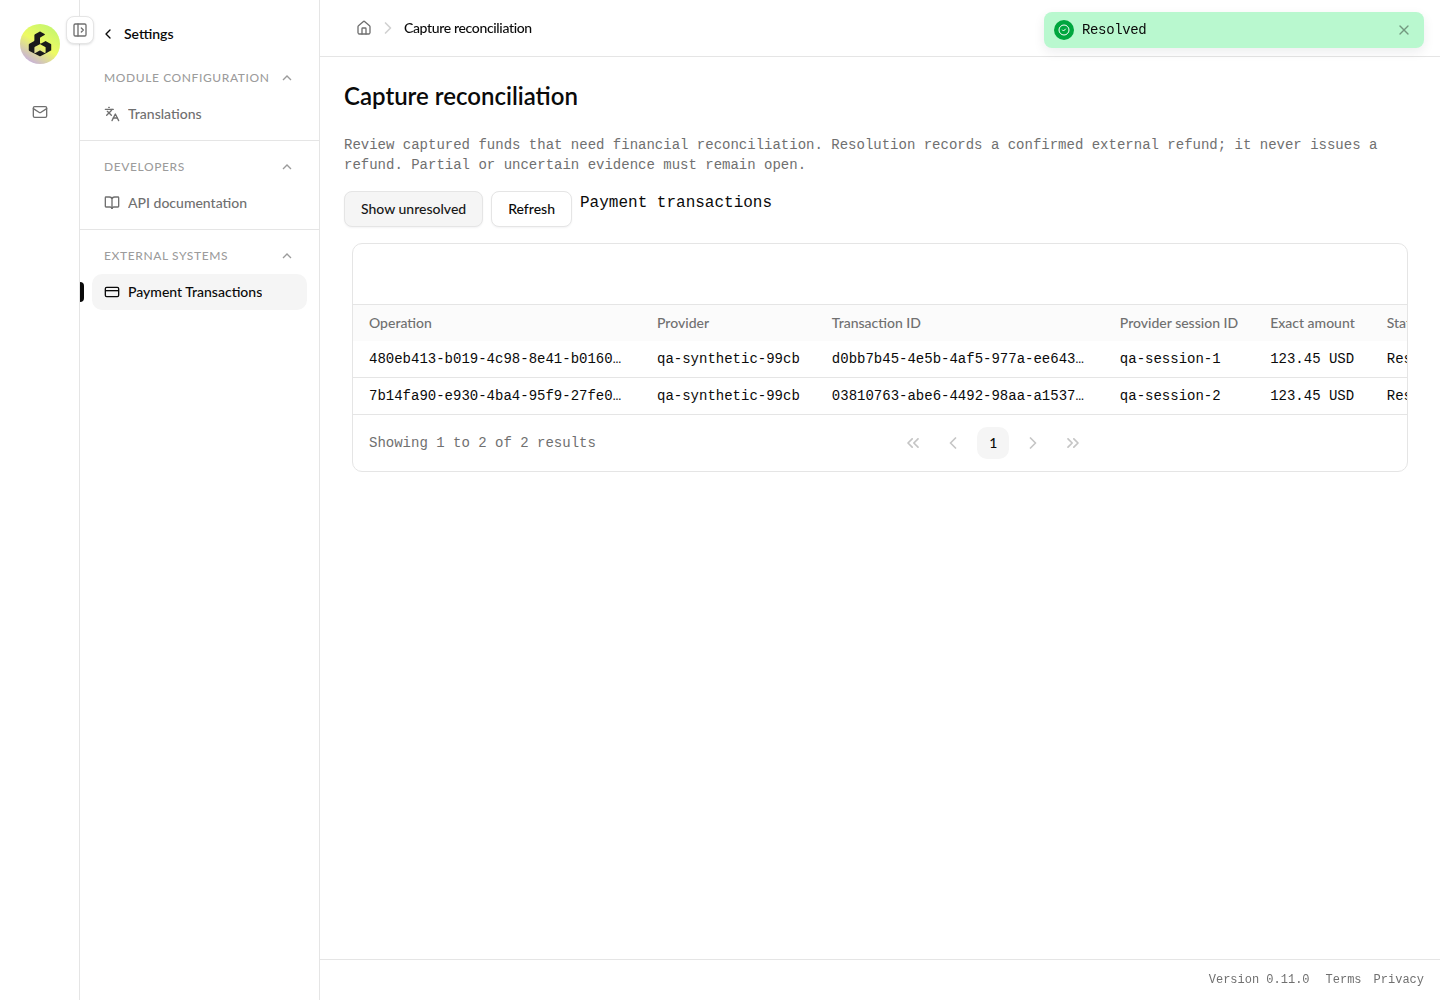 Settings
MODULE CONFIGURATION
Translations
DEVELOPERS
API documentation
EXTERNAL SYSTEMS
Payment Transactions
Capture reconciliation
Resolved
Capture reconciliation
Review captured funds that need financial reconciliation. Resolution records a confirmed external refund; it never issues a
refund. Partial or uncertain evidence must remain open.
Show unresolved Refresh Payment transactions
Operation Provider Transaction ID Provider session ID Exact amount Sta
480eb413-b019-4c98-8e41-b0160… qa-synthetic-99cb d0bb7b45-4e5b-4af5-977a-ee643… qa-session-1 123.45 USD Res
7b14fa90-e930-4ba4-95f9-27fe0… qa-synthetic-99cb 03810763-abe6-4492-98aa-a1537… qa-session-2 123.45 USD Res
Showing 1 to 2 of 2 results 1
Version 0.11.0 Terms Privacy